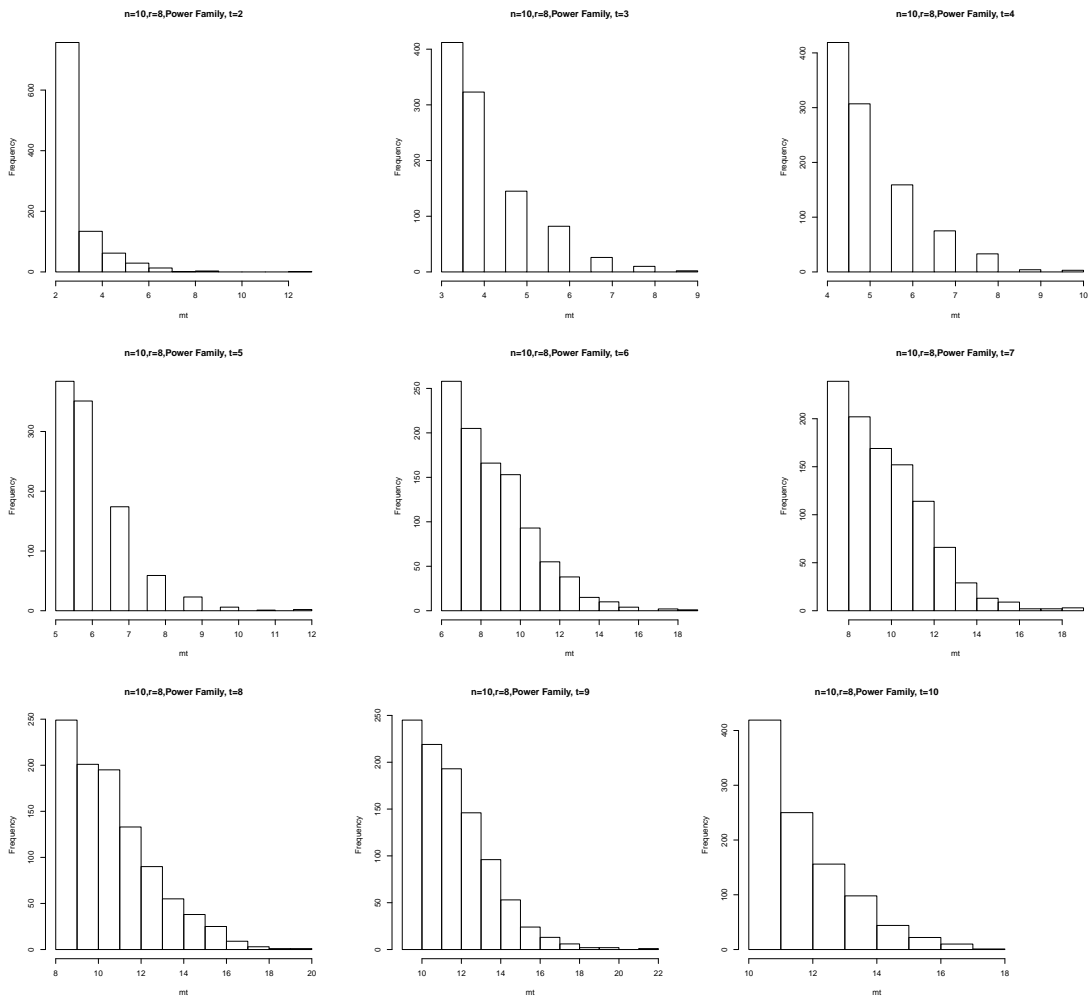 n=10,r=8,Power Family, t=2
Frequency
0 200 400 600
2 4 6 8 10 12
mt
n=10,r=8,Power Family, t=3
Frequency
0 100 200 300 400
3 4 5 6 7 8 9
mt
n=10,r=8,Power Family, t=4
Frequency
0 100 200 300 400
4 5 6 7 8 9 10
mt
n=10,r=8,Power Family, t=5
Frequency
0 100 200 300
5 6 7 8 9 10 11 12
mt
n=10,r=8,Power Family, t=6
Frequency
0 50 100 150 200 250
6 8 10 12 14 16 18
mt
n=10,r=8,Power Family, t=7
Frequency
0 50 100 150 200
8 10 12 14 16 18
mt
n=10,r=8,Power Family, t=8
Frequency
0 50 100 150 200 250
8 10 12 14 16 18 20
mt
n=10,r=8,Power Family, t=9
Frequency
0 50 100 150 200 250
10 12 14 16 18 20 22
mt
n=10,r=8,Power Family, t=10
Frequency
0 100 200 300 400
10 12 14 16 18
mt